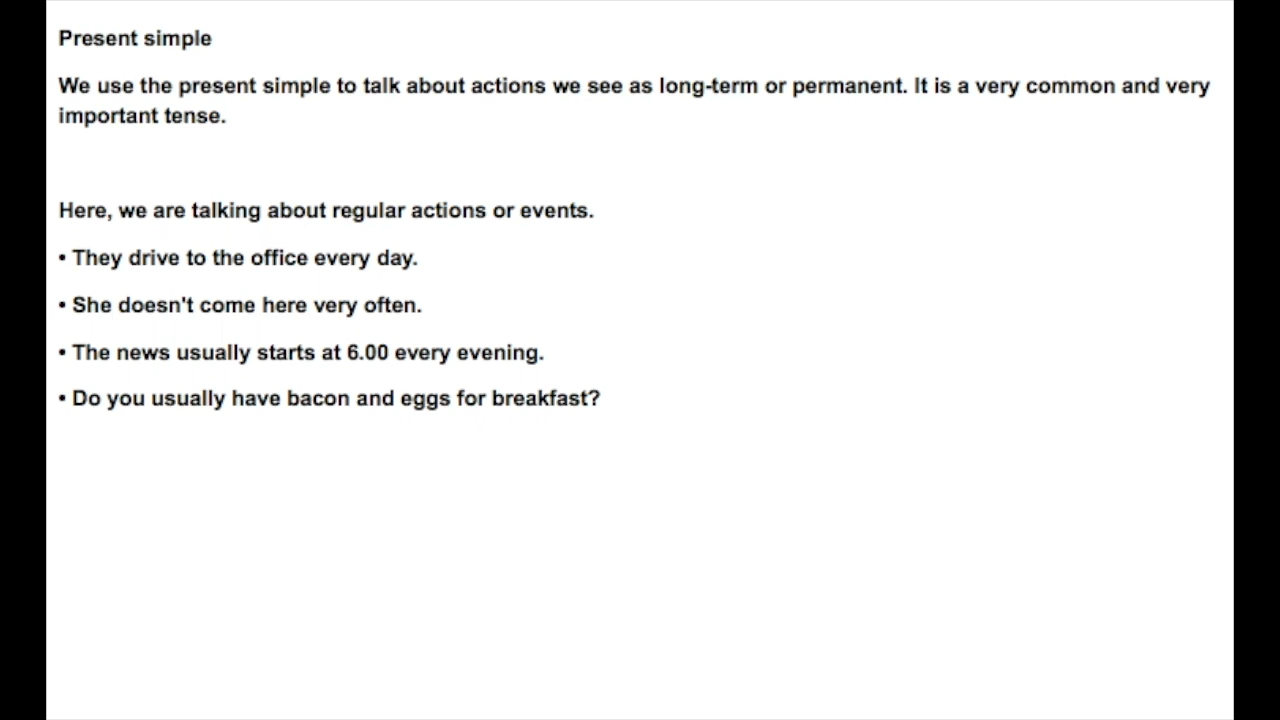 Present simple
We use the present simple to talk about actions we see as long-term or permanent. It is a very common and very
important tense.
Here, we are talking about regular actions or events.
• They drive to the office every day.
• She doesn't come here very often.
• The news usually starts at 6.00 every evening.
• Do you usually have bacon and eggs for breakfast?